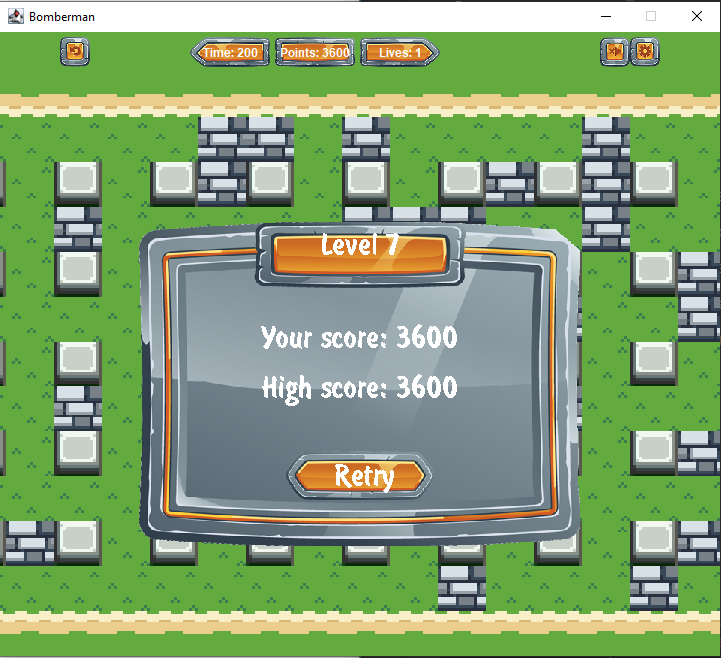 Bomberman
Time: 200 Points: 3600 Lives: 1
Level 7
Your score: 3600
High score: 3600
Retry